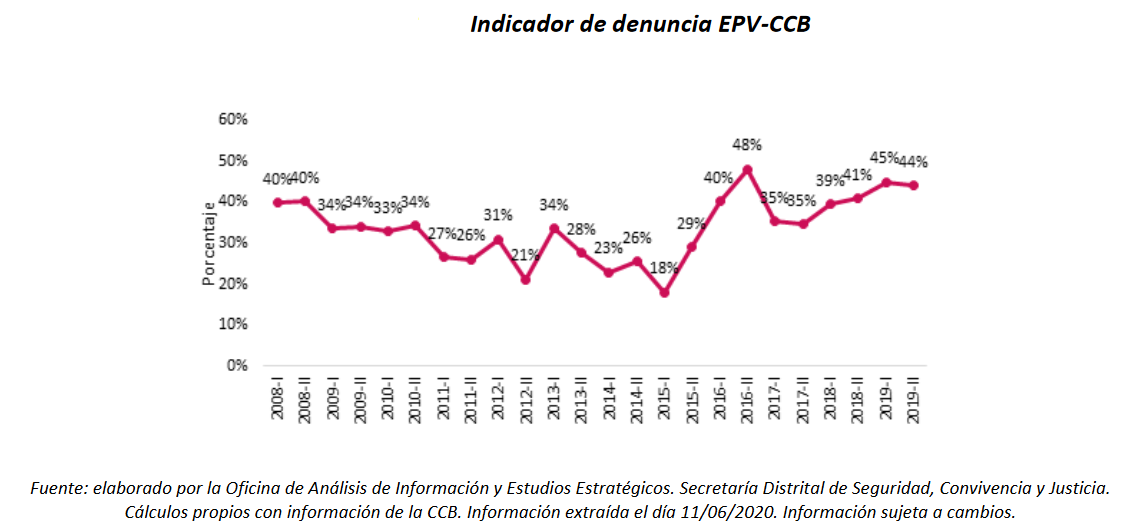 Indicador de denuncia EPV-CCB
60%
50%
40%
30%
20%
10%
0%
Porcentaje
40% 40% 34% 34% 33% 34% 27% 26% 31% 21% 34% 28% 23% 26% 18% 29% 40% 48% 35% 35% 39% 41% 45% 44%
2008-I 2008-II 2009-I 2009-II 2010-I 2010-II 2011-I 2011-II 2012-I 2012-II 2013-I 2013-II 2014-I 2014-II 2015-I 2015-II 2016-I 2016-II 2017-I 2017-II 2018-I 2018-II 2019-I 2019-II
Fuente: elaborado por la Oficina de Análisis de Información y Estudios Estratégicos. Secretaría Distrital de Seguridad, Convivencia y Justicia.
Cálculos propios con información de la CCB. Información extraída el día 11/06/2020. Información sujeta a cambios.